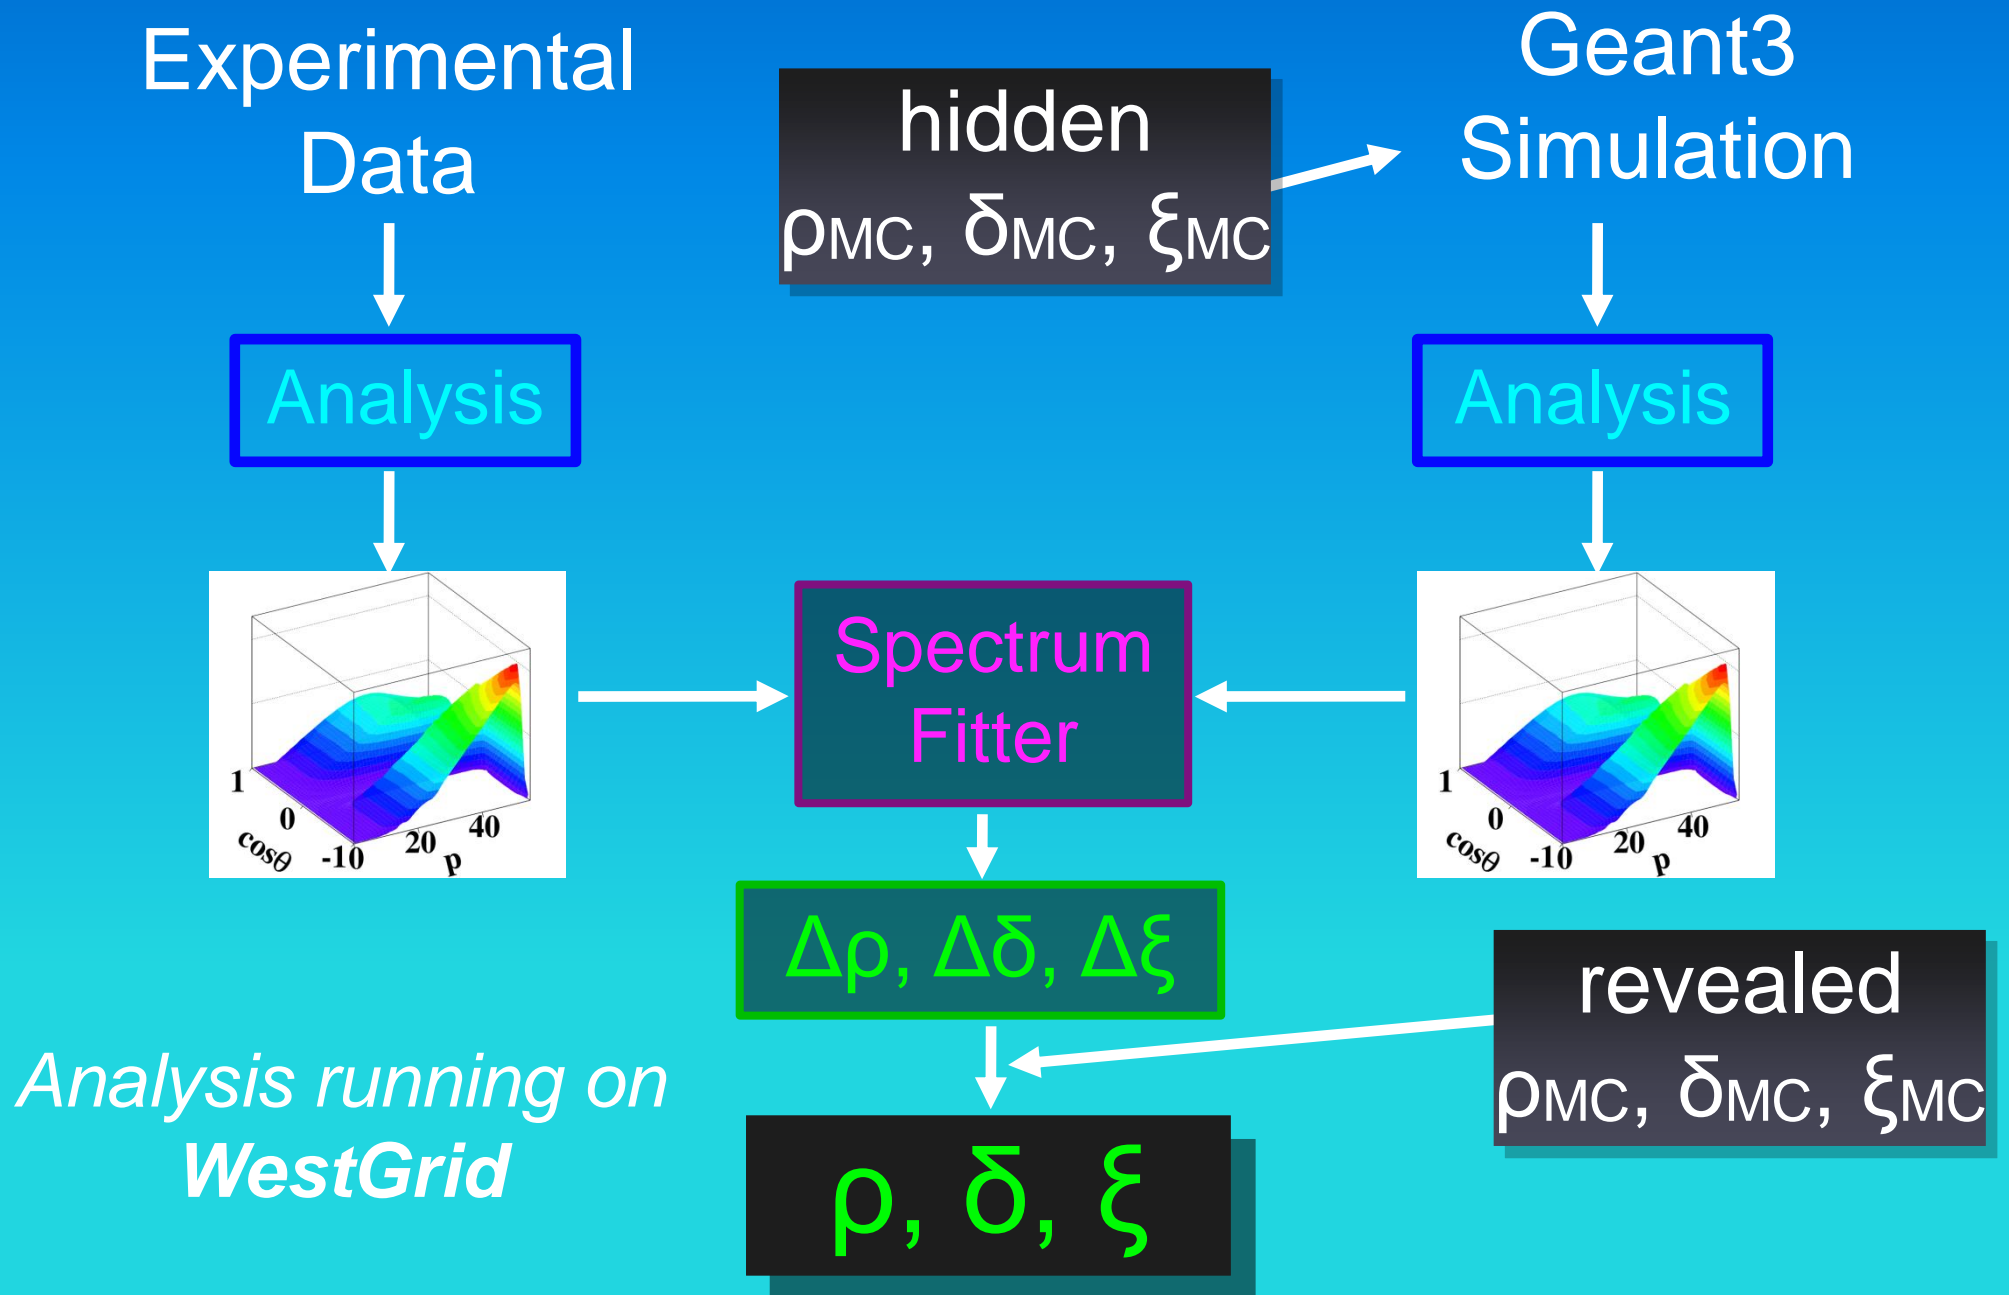 Experimental
Data
hidden
ρMC, δMC, ξMC
Geant3
Simulation
Analysis
Analysis
1
0
cosθ
-10
20
p
40
Spectrum
Fitter
1
0
cosθ
-10
20
p
40
Δρ, Δδ, Δξ
revealed
ρMC, δMC, ξMC
Analysis running on
WestGrid
ρ, δ, ξ